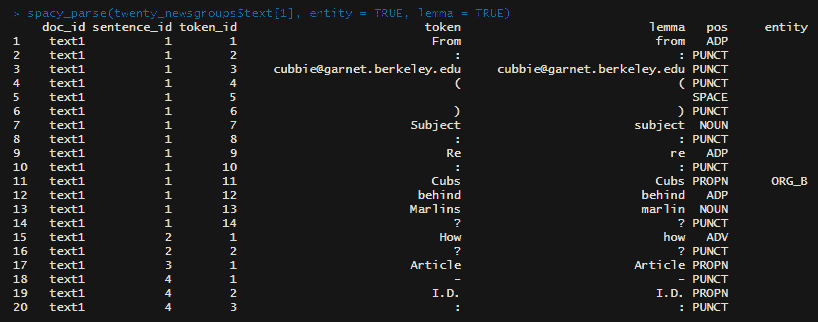 > spacy_parse(twenty_newsgroups$text[1], entity = TRUE, lemma = TRUE)
doc_id sentence_id token_id token lemma pos entity
1 text1 1 1 From from ADP
2 text1 1 2 : : PUNCT
3 text1 1 3 cubbie@garnet.berkeley.edu cubbie@garnet.berkeley.edu PUNCT
4 text1 1 4 ( ( PUNCT
5 text1 1 5 SPACE
6 text1 1 6 ) ) PUNCT
7 text1 1 7 Subject subject NOUN
8 text1 1 8 : : PUNCT
9 text1 1 9 Re re ADP
10 text1 1 10 : : PUNCT
11 text1 1 11 Cubs Cubs PROPN ORG_B
12 text1 1 12 behind behind ADP
13 text1 1 13 Marlins marlin NOUN
14 text1 1 14 ? ? PUNCT
15 text1 2 1 How how ADV
16 text1 2 2 ? ? PUNCT
17 text1 3 1 Article Article PROPN
18 text1 4 1 - - PUNCT
19 text1 4 2 I.D. I.D. PROPN
20 text1 4 3 : : PUNCT